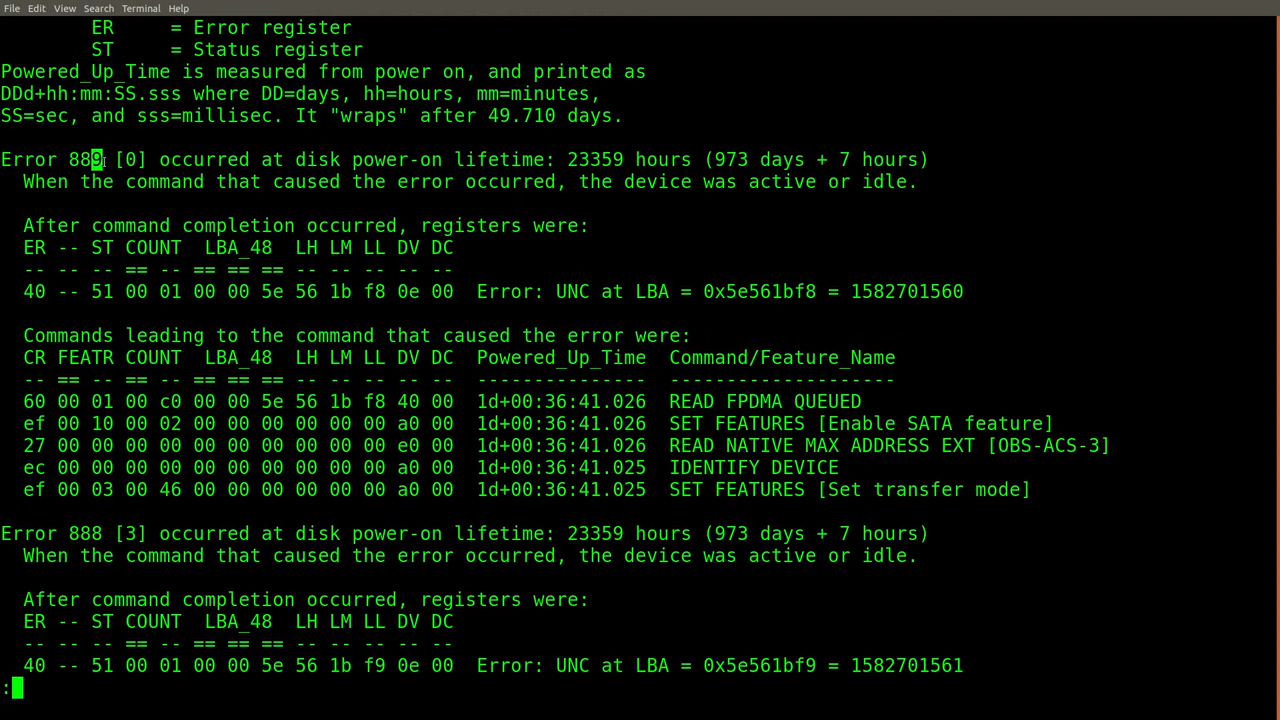 File Edit View Search Terminal Help
ER = Error register
ST = Status register
Powered_Up_Time is measured from power on, and printed as
DDd+hh:mm:SS.sss where DD=days, hh=hours, mm=minutes,
SS=sec, and sss=millisec. It "wraps" after 49.710 days.
Error 889 [0] occurred at disk power-on lifetime: 23359 hours (973 days + 7 hours)
When the command that caused the error occurred, the device was active or idle.
After command completion occurred, registers were:
ER -- ST COUNT LBA_48 LH LM LL DV DC
-- -- -- == -- == == == -- -- -- -- --
40 -- 51 00 01 00 00 5e 56 1b f8 0e 00 Error: UNC at LBA = 0x5e561bf8 = 1582701560
Commands leading to the command that caused the error were:
CR FEATR COUNT LBA_48 LH LM LL DV DC Powered_Up_Time Command/Feature_Name
-- == -- == -- == == == -- -- -- -- -- --------------- --------------------
60 00 01 00 c0 00 00 5e 56 1b f8 40 00 1d+00:36:41.026 READ FPDMA QUEUED
ef 00 10 00 02 00 00 00 00 00 00 a0 00 1d+00:36:41.026 SET FEATURES [Enable SATA feature]
27 00 00 00 00 00 00 00 00 00 00 e0 00 1d+00:36:41.026 READ NATIVE MAX ADDRESS EXT [OBS-ACS-3]
ec 00 00 00 00 00 00 00 00 00 00 a0 00 1d+00:36:41.025 IDENTIFY DEVICE
ef 00 03 00 46 00 00 00 00 00 00 a0 00 1d+00:36:41.025 SET FEATURES [Set transfer mode]
Error 888 [3] occurred at disk power-on lifetime: 23359 hours (973 days + 7 hours)
When the command that caused the error occurred, the device was active or idle.
After command completion occurred, registers were:
ER -- ST COUNT LBA_48 LH LM LL DV DC
-- -- -- == -- == == == -- -- -- -- --
40 -- 51 00 01 00 00 5e 56 1b f9 0e 00 Error: UNC at LBA = 0x5e561bf9 = 1582701561
: